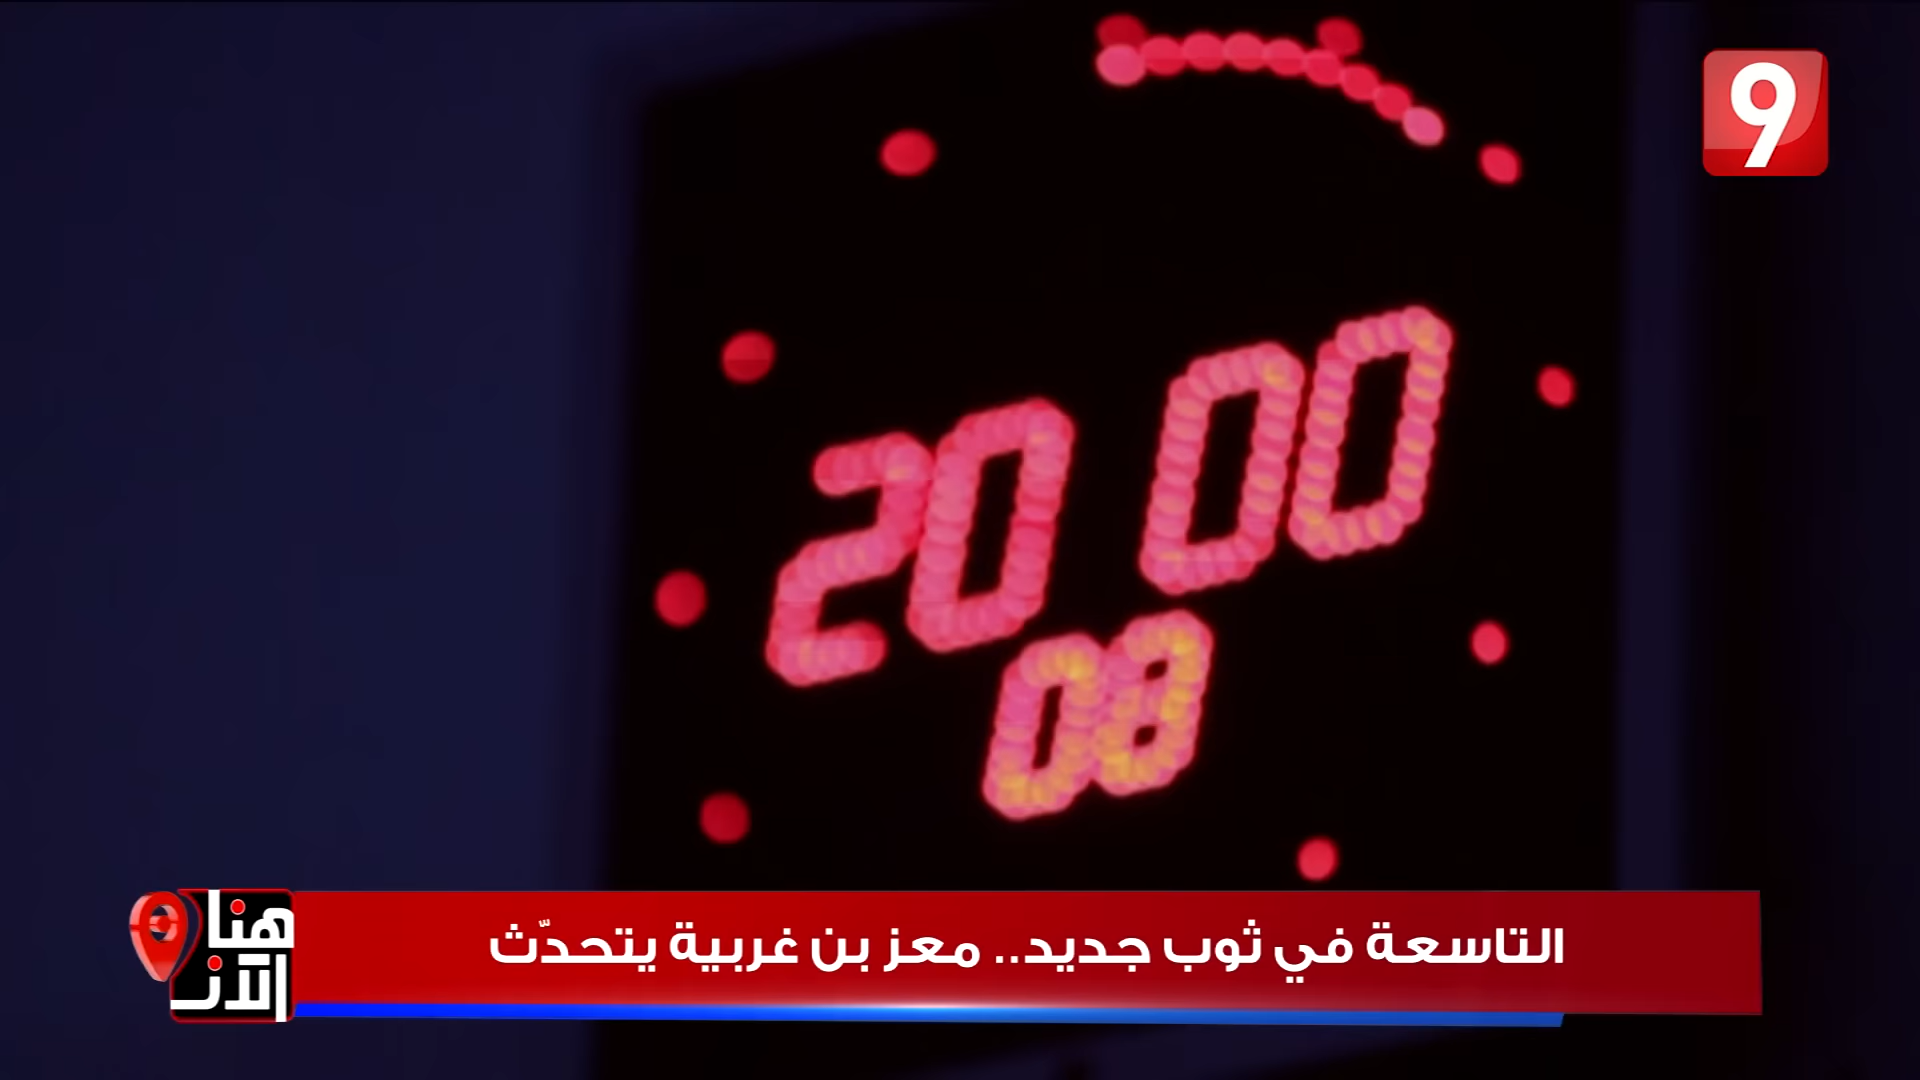 9
20 00
08
هنا
الآن
التاسعة في ثوب جديد.. معز بن غربية يتحدّث